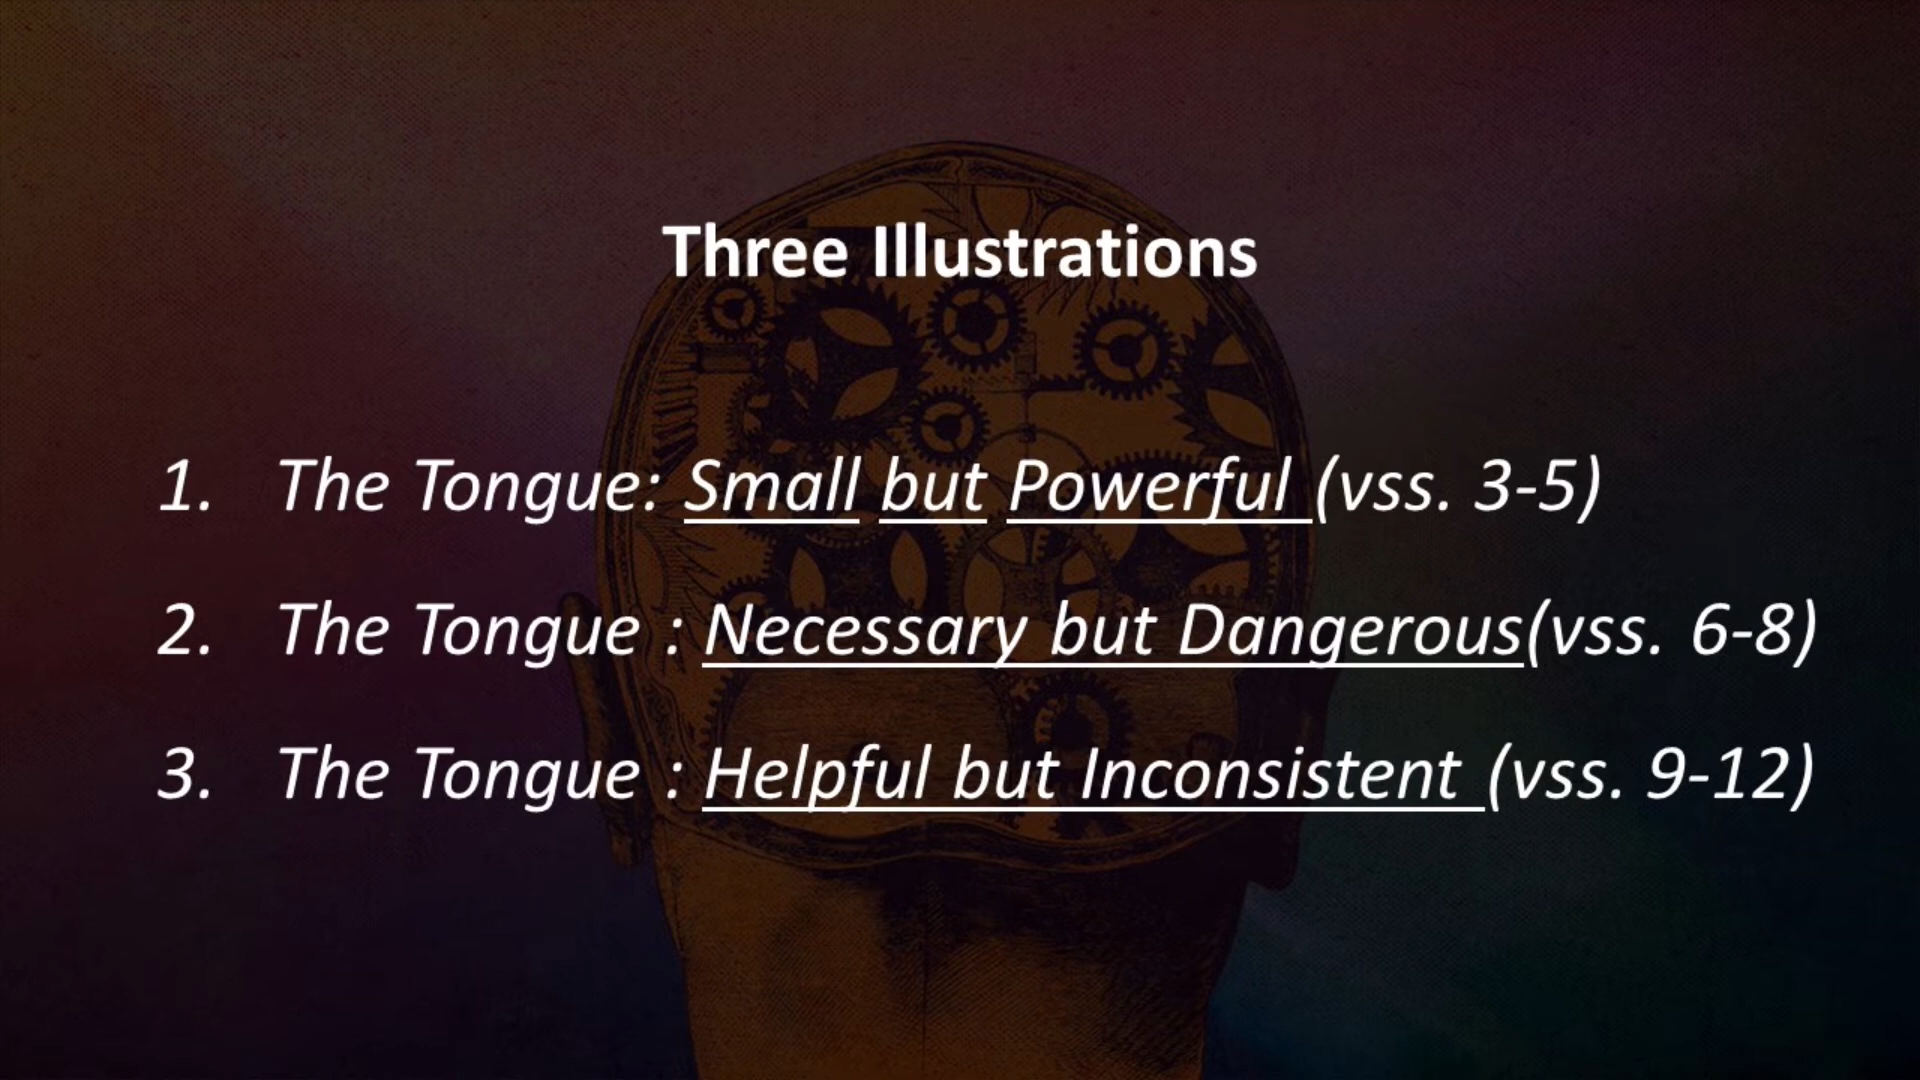 Three Illustrations
1. The Tongue: Small but Powerful (vss. 3-5)
2. The Tongue : Necessary but Dangerous(vss. 6-8)
3. The Tongue : Helpful but Inconsistent (vss. 9-12)